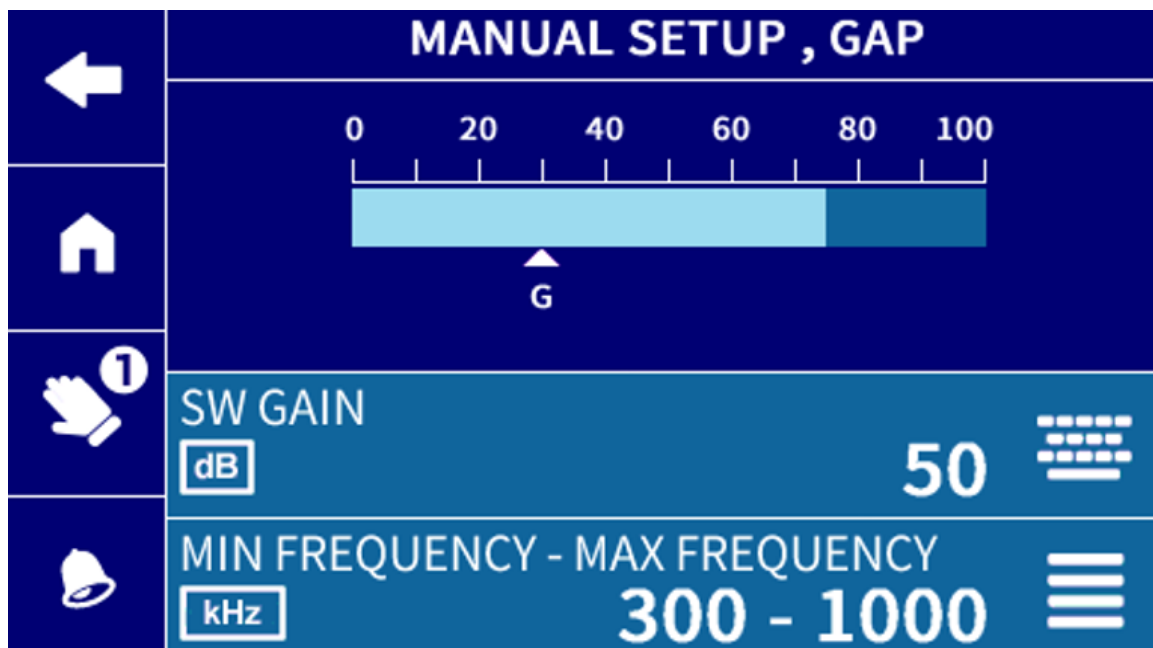 MANUAL SETUP , GAP
0 20 40 60 80 100
G
1
SW GAIN
dB
50
MIN FREQUENCY - MAX FREQUENCY
kHz
300 - 1000